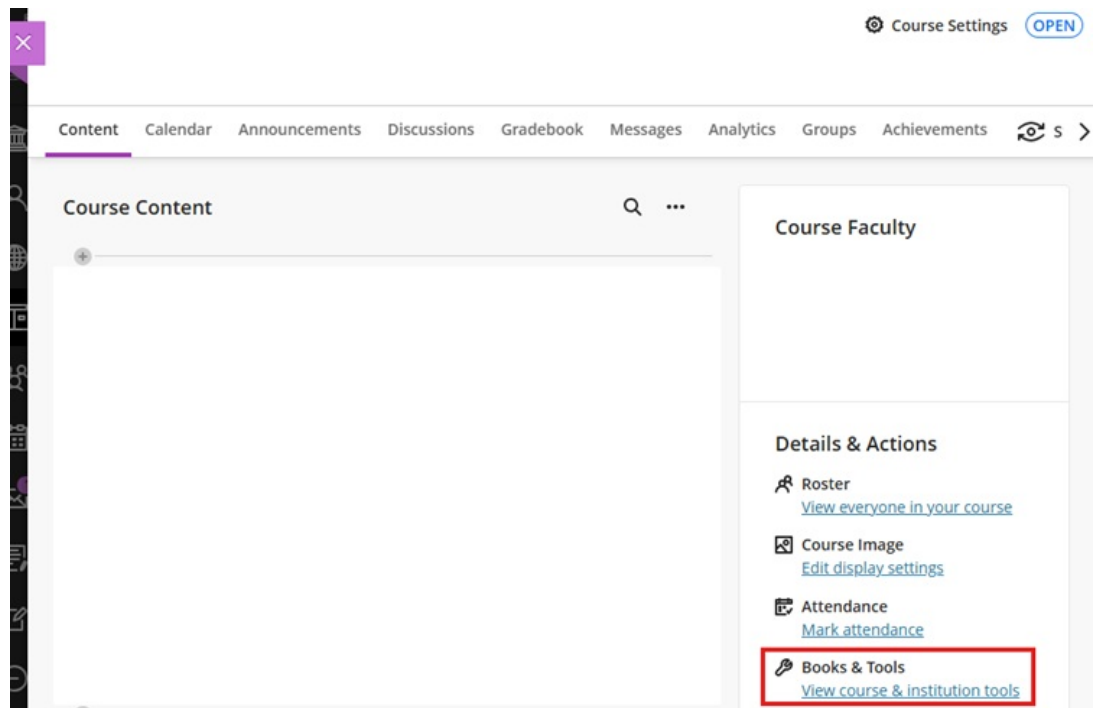 Course Settings OPEN
Content Calendar Announcements Discussions Gradebook Messages Analytics Groups Achievements S
Course Content
Course Faculty
Details & Actions
Roster
View everyone in your course
Course Image
Edit display settings
Attendance
Mark attendance
Books & Tools
View course & institution tools